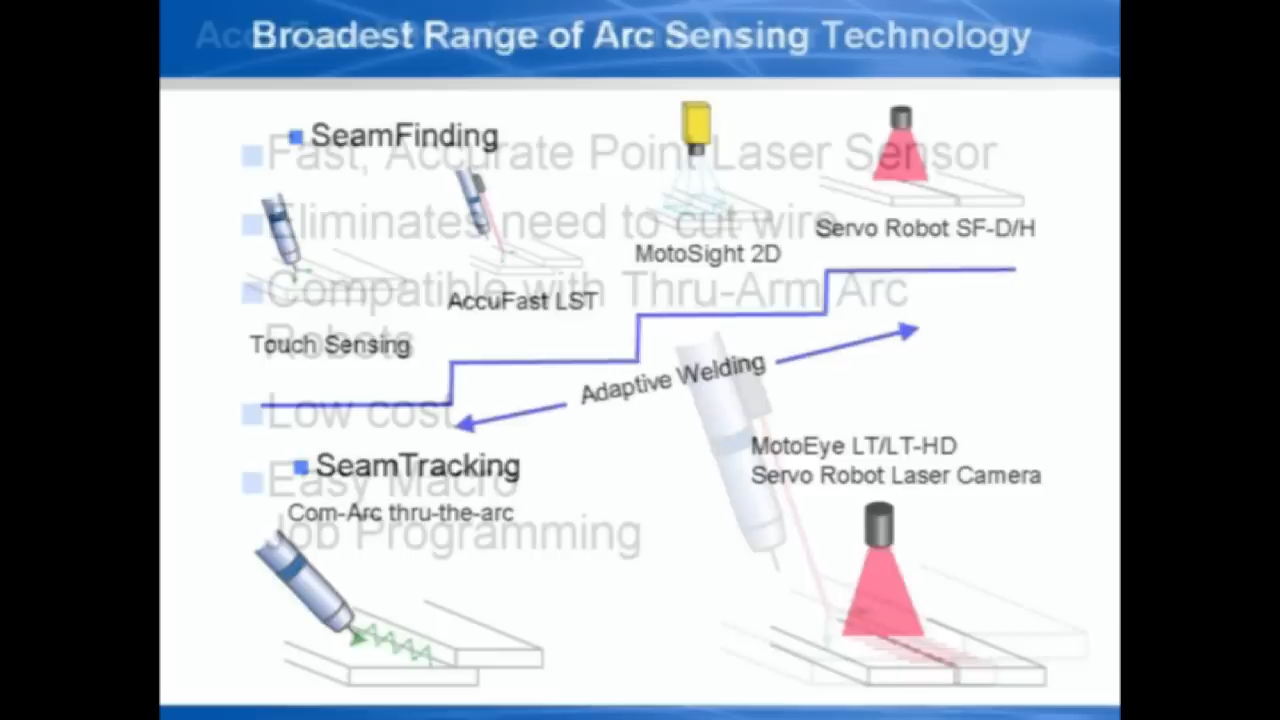 Broadest Range of Arc Sensing Technology
SeamFinding
Fast, Accurate Point Laser Sensor
Eliminates need to cut wire
Servo Robot SF-D/H
MotoSight 2D
Compatible with Thru-Arm Arc
Robots
AccuFast LST
Touch Sensing
Adaptive Welding
Low cost
MotoEye LT/LT-HD
Servo Robot Laser Camera
SeamTracking
Easy Macro
Job Programming
Com-Arc thru-the-arc